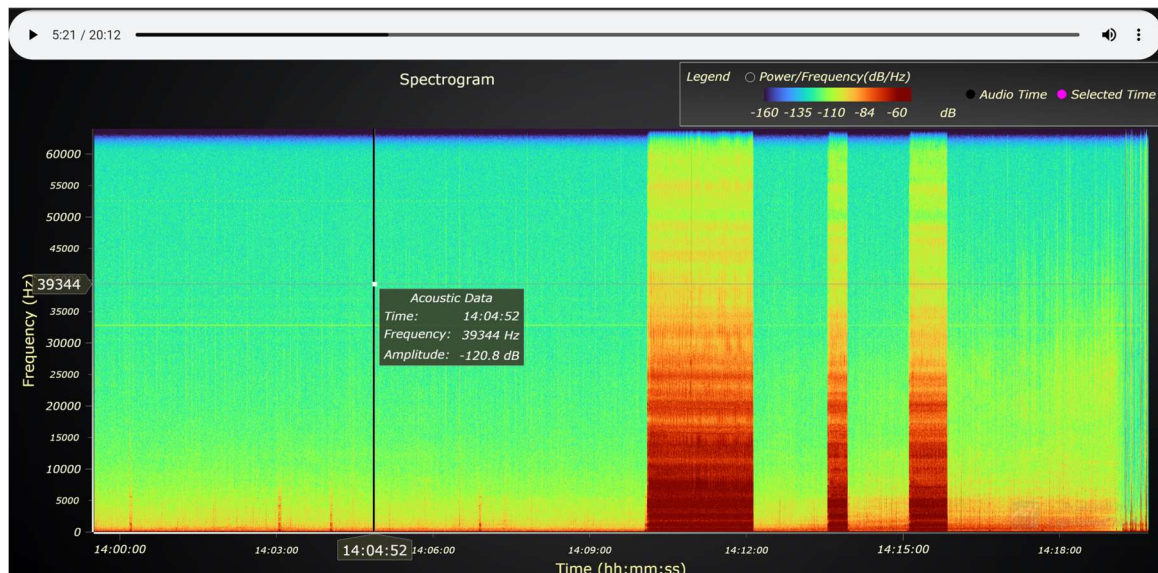 5:21 / 20:12
Spectrogram
Legend Power/Frequency(dB/Hz)
-160 -135 -110 -84 -60 dB
Audio Time Selected Time
60000
55000
50000
45000
39344
35000
30000
25000
20000
15000
10000
5000
0
Frequency (Hz)
Acoustic Data
Time: 14:04:52
Frequency: 39344 Hz
Amplitude: -120.8 dB
14:00:00 14:03:00 14:04:52 14:06:00 14:09:00 14:12:00 14:15:00 14:18:00
Time (hh:mm:ss)